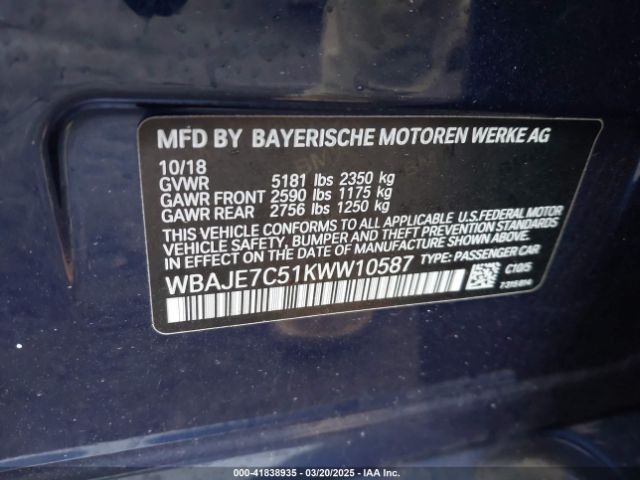 MFD BY BAYERISCHE MOTOREN WERKE AG
10/18
GVWR 5181 lbs 2350 kg
GAWR FRONT 2590 lbs 1175 kg
GAWR REAR 2756 lbs 1250 kg
THIS VEHICLE CONFORMS TO ALL APPLICABLE U.S.FEDERAL MOTOR
VEHICLE SAFETY, BUMPER AND THEFT PREVENTION STANDARDS
IN EFFECT ON THE DATE OF MANUFACTURE SHOWN ABOVE.
WBAJE7C51KWW10587 TYPE: PASSENGER CAR
C10/5
7315814
000-41838935 - 03/20/2025 - IAA Inc.